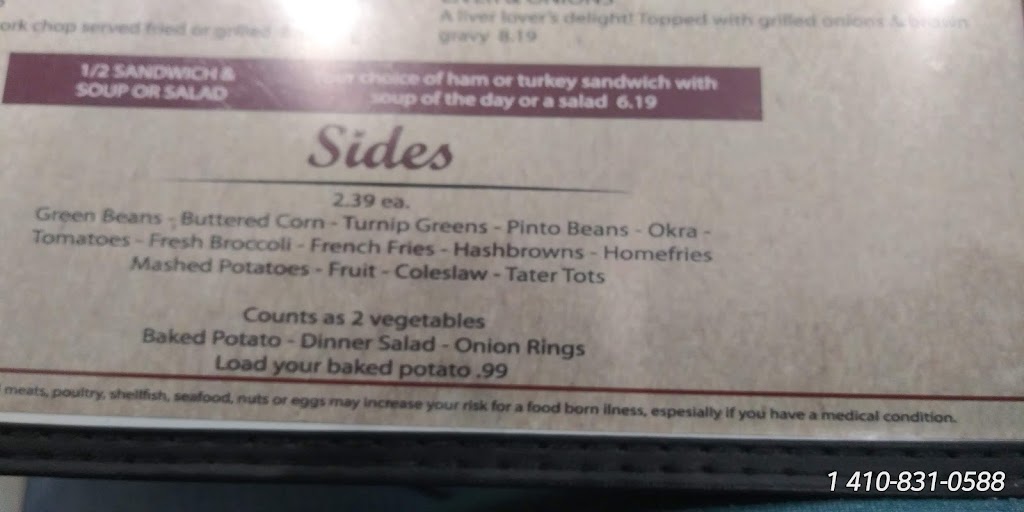 LIVER & ONIONS
A liver lover's delight! Topped with grilled onions & brown
ork chop served fried or grilled
gravy 8.19
1/2 SANDWICH &
SOUP OR SALAD
Your choice of ham or turkey sandwich with
soup of the day or a salad 6.19
Sides
2.39 ea.
Green Beans - Buttered Corn - Turnip Greens - Pinto Beans - Okra -
Tomatoes - Fresh Broccoli - French Fries - Hashbrowns - Homefries
Mashed Potatoes - Fruit - Coleslaw - Tater Tots
Counts as 2 vegetables
Baked Potato - Dinner Salad - Onion Rings
Load your baked potato .99
meats, poultry, shellfish, seafood, nuts or eggs may increase your risk for a food born ilness, espesially if you have a medical condition.
1 410-831-0588